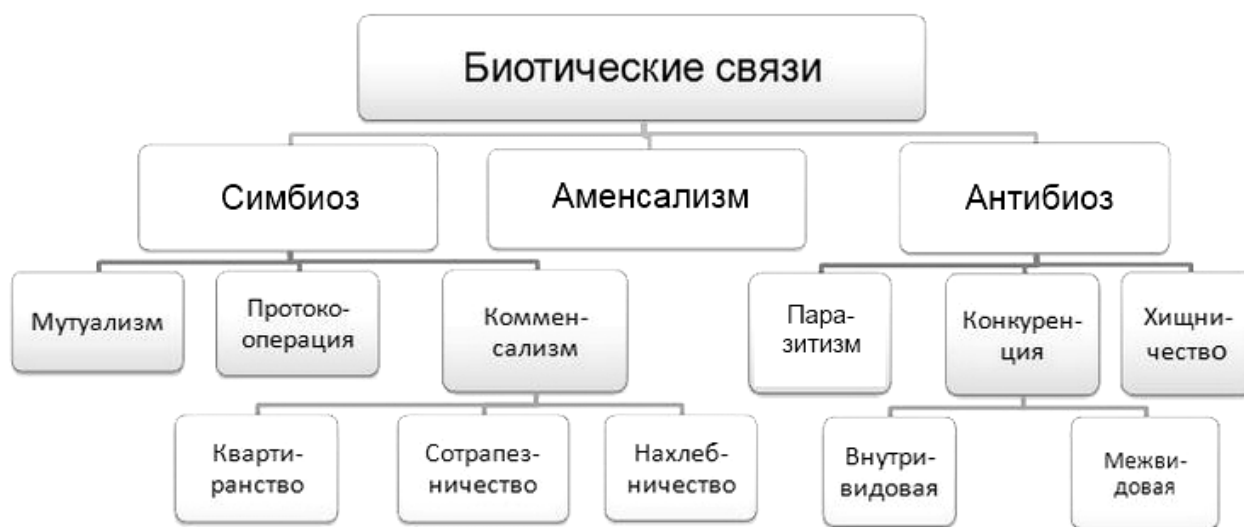 Биотические связи
Симбиоз
Аменсализм
Антибиоз
Мутуализм
Протоко-
операция
Коммен-
сализм
Пара-
зитизм
Конкурен-
ция
Хищни-
чество
Кварти-
ранство
Сотрапез-
ничество
Нахлеб-
ничество
Внутри-
видовая
Межви-
довая